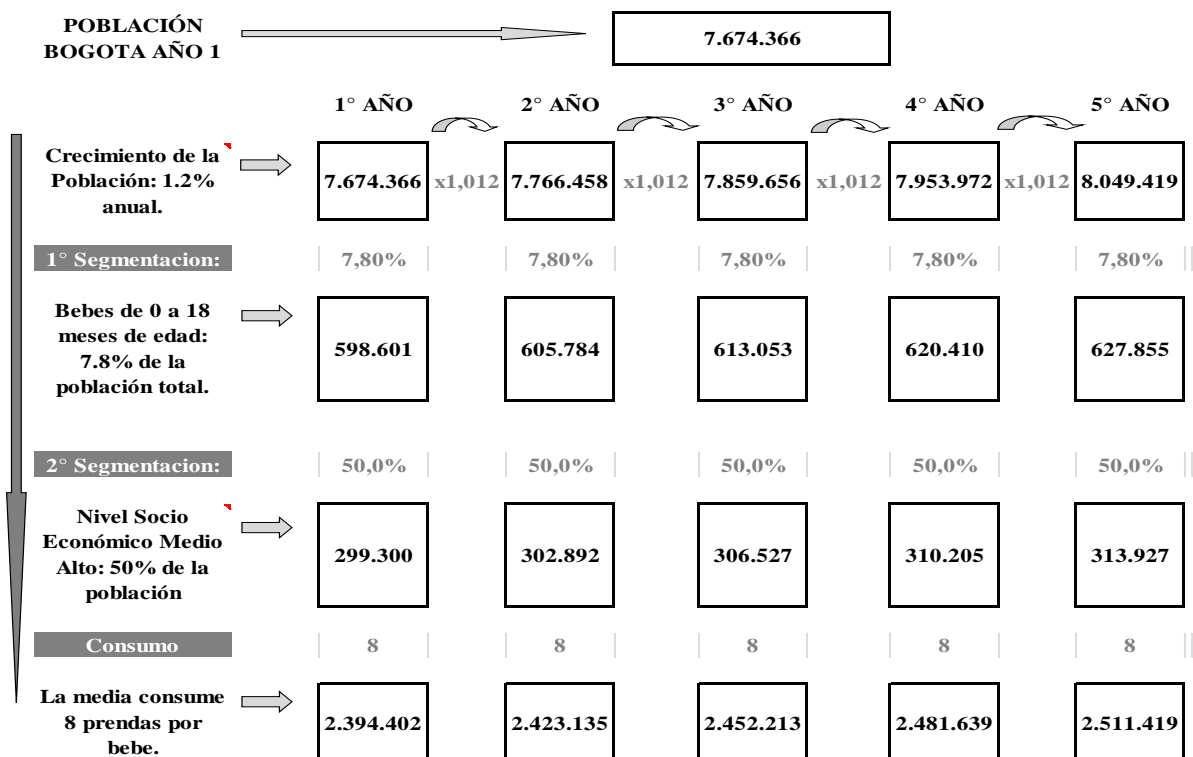 POBLACIÓN
BOGOTA AÑO 1
7.674.366
1° AÑO 2° AÑO 3° AÑO 4° AÑO 5° AÑO
Crecimiento de la
Población: 1.2%
anual.
7.674.366 x1,012 7.766.458 x1,012 7.859.656 x1,012 7.953.972 x1,012 8.049.419
1° Segmentacion: 7,80% 7,80% 7,80% 7,80% 7,80%
Bebes de 0 a 18
meses de edad:
7.8% de la
población total.
598.601 605.784 613.053 620.410 627.855
2° Segmentacion: 50,0% 50,0% 50,0% 50,0% 50,0%
Nivel Socio
Económico Medio
Alto: 50% de la
población
299.300 302.892 306.527 310.205 313.927
Consumo 8 8 8 8 8
La media consume
8 prendas por
bebe.
2.394.402 2.423.135 2.452.213 2.481.639 2.511.419